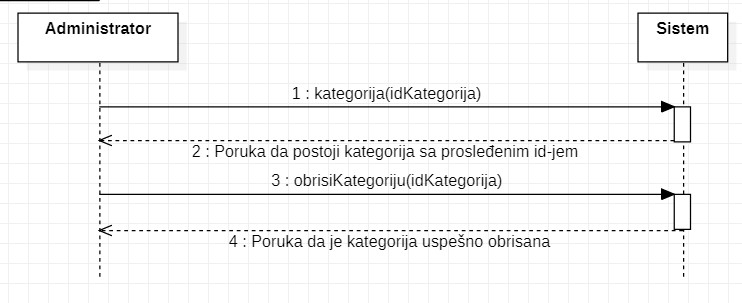 Administrator
Sistem
1 : kategorija(idKategorija)
2 : Poruka da postoji kategorija sa prosleđenim id-jem
3 : obrisiKategoriju(idKategorija)
4 : Poruka da je kategorija uspešno obrisana